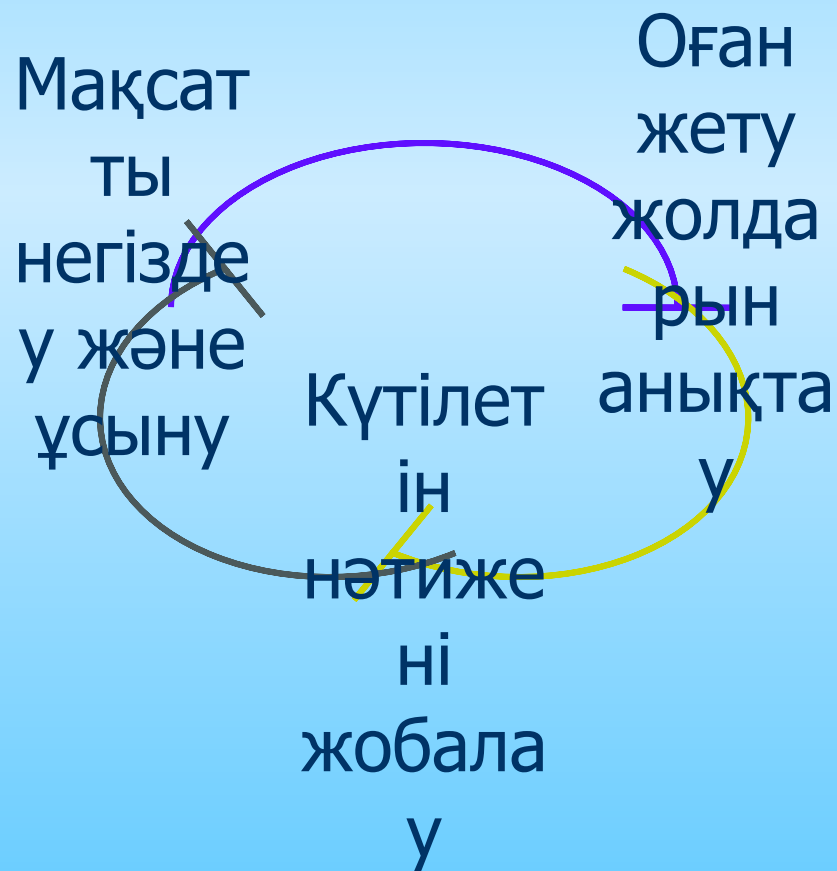 Мақсат
ты
негізде
у және
ұсыну
Оған
жету
жолда
рын
анықта
у
Күтілет
ін
нәтиже
ні
жобала
у